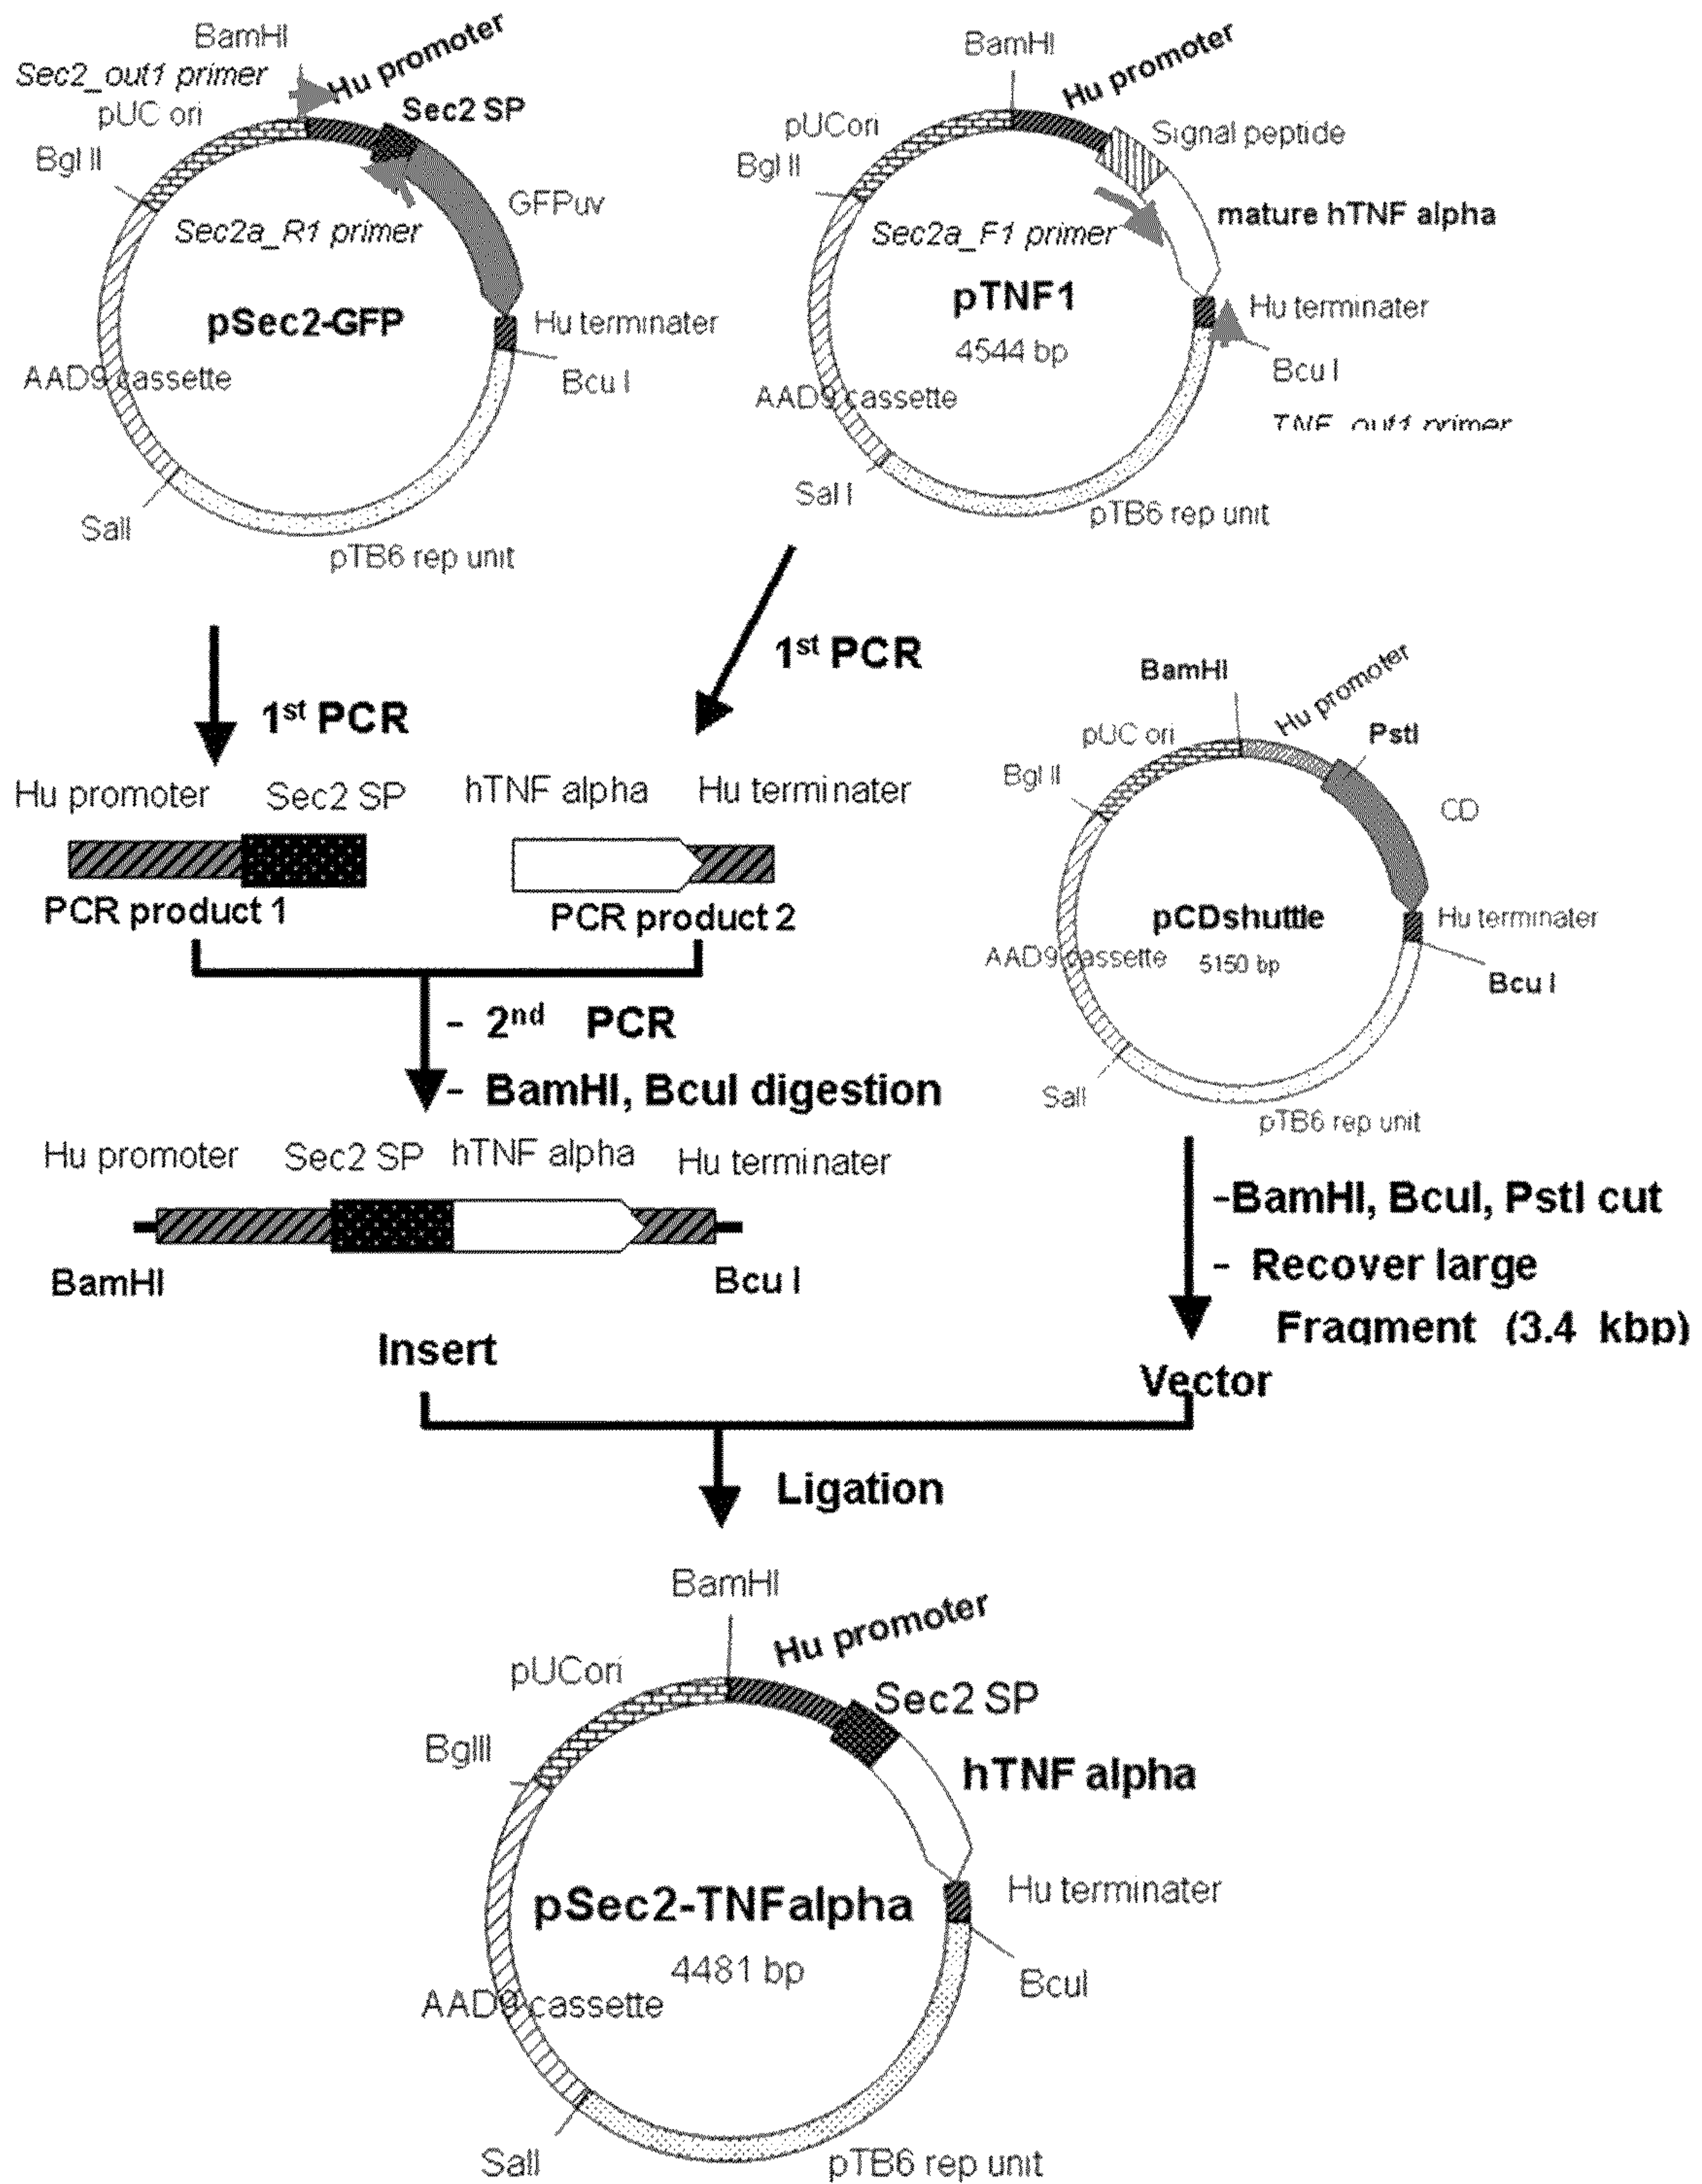 BamHI
Sec2_out1 primer
Hu promoter
pUC ori
Sec2 SP
Bgl II
GFPuv
Sec2a_R1 primer
pSec2-GFP
Hu terminater
AAD9 cassette
Bcu I
SalI
pTB6 rep unit
BamHI
Hu promoter
pUCori
Signal peptide
Bgl II
mature hTNF alpha
Sec2a_F1 primer
pTNF1
4544 bp
Hu terminater
Bcu I
AAD9 cassette
TNF_out1 primer
Sal I
pTB6 rep unit
1st PCR
1st PCR
Hu promoter
Sec2 SP
hTNF alpha
Hu terminater
PCR product 1
PCR product 2
BamHI
Hu promoter
PstI
pUC ori
Bgl II
CD
pCDshuttle
5150 bp
Hu terminater
AAD9 cassette
Bcu I
SalI
pTB6 rep unit
- 2nd PCR
- BamHI, BcuI digestion
Hu promoter
Sec2 SP
hTNF alpha
Hu terminater
BamHI
Bcu I
Insert
-BamHI, BcuI, PstI cut
- Recover large
Fragment (3.4 kbp)
Vector
Ligation
BamHI
Hu promoter
pUCori
Sec2 SP
BglII
hTNF alpha
pSec2-TNFalpha
4481 bp
Hu terminater
BcuI
AAD9 cassette
SalI
pTB6 rep unit